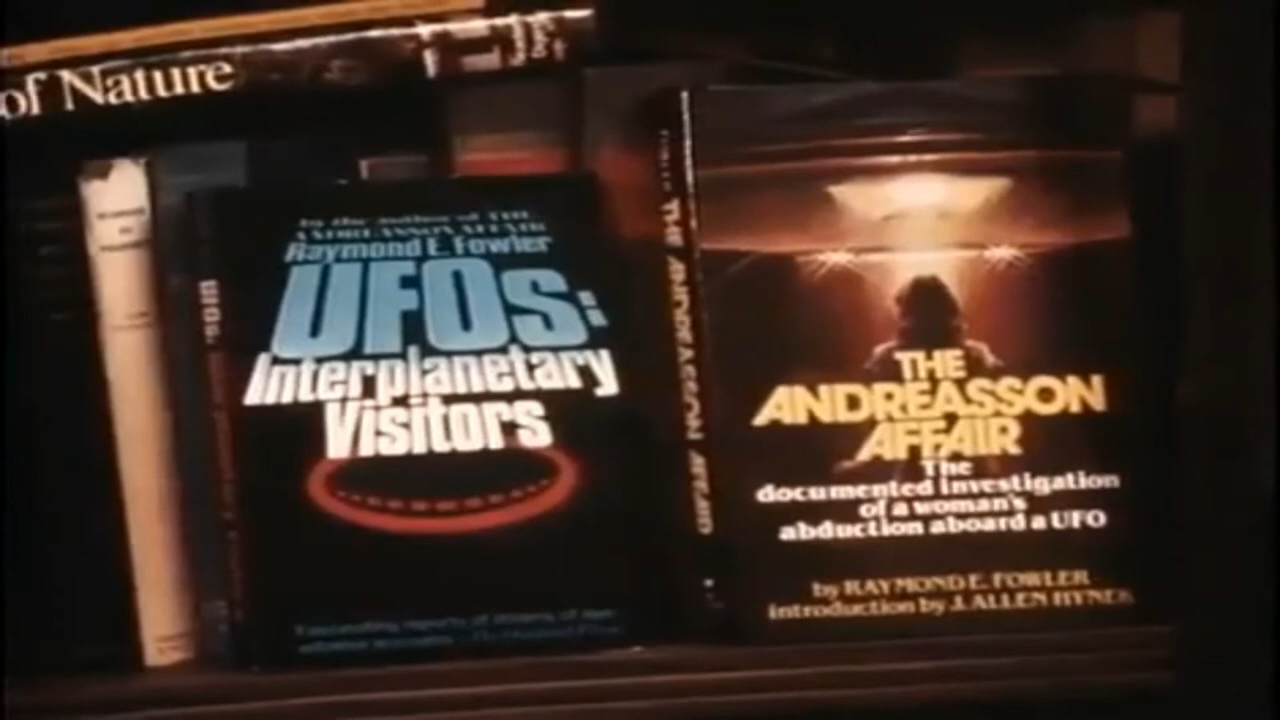 of Nature
by the author of THE
ANDREASSON AFFAIR
Raymond E. Fowler
UFOs:
Interplanetary
Visitors
UFOs:
THE ANDREASSON AFFAIR
THE
ANDREASSON
AFFAIR
The
documented investigation
of a woman's
abduction aboard a UFO
by RAYMOND E. FOWLER
introduction by J. ALLEN HYNEK